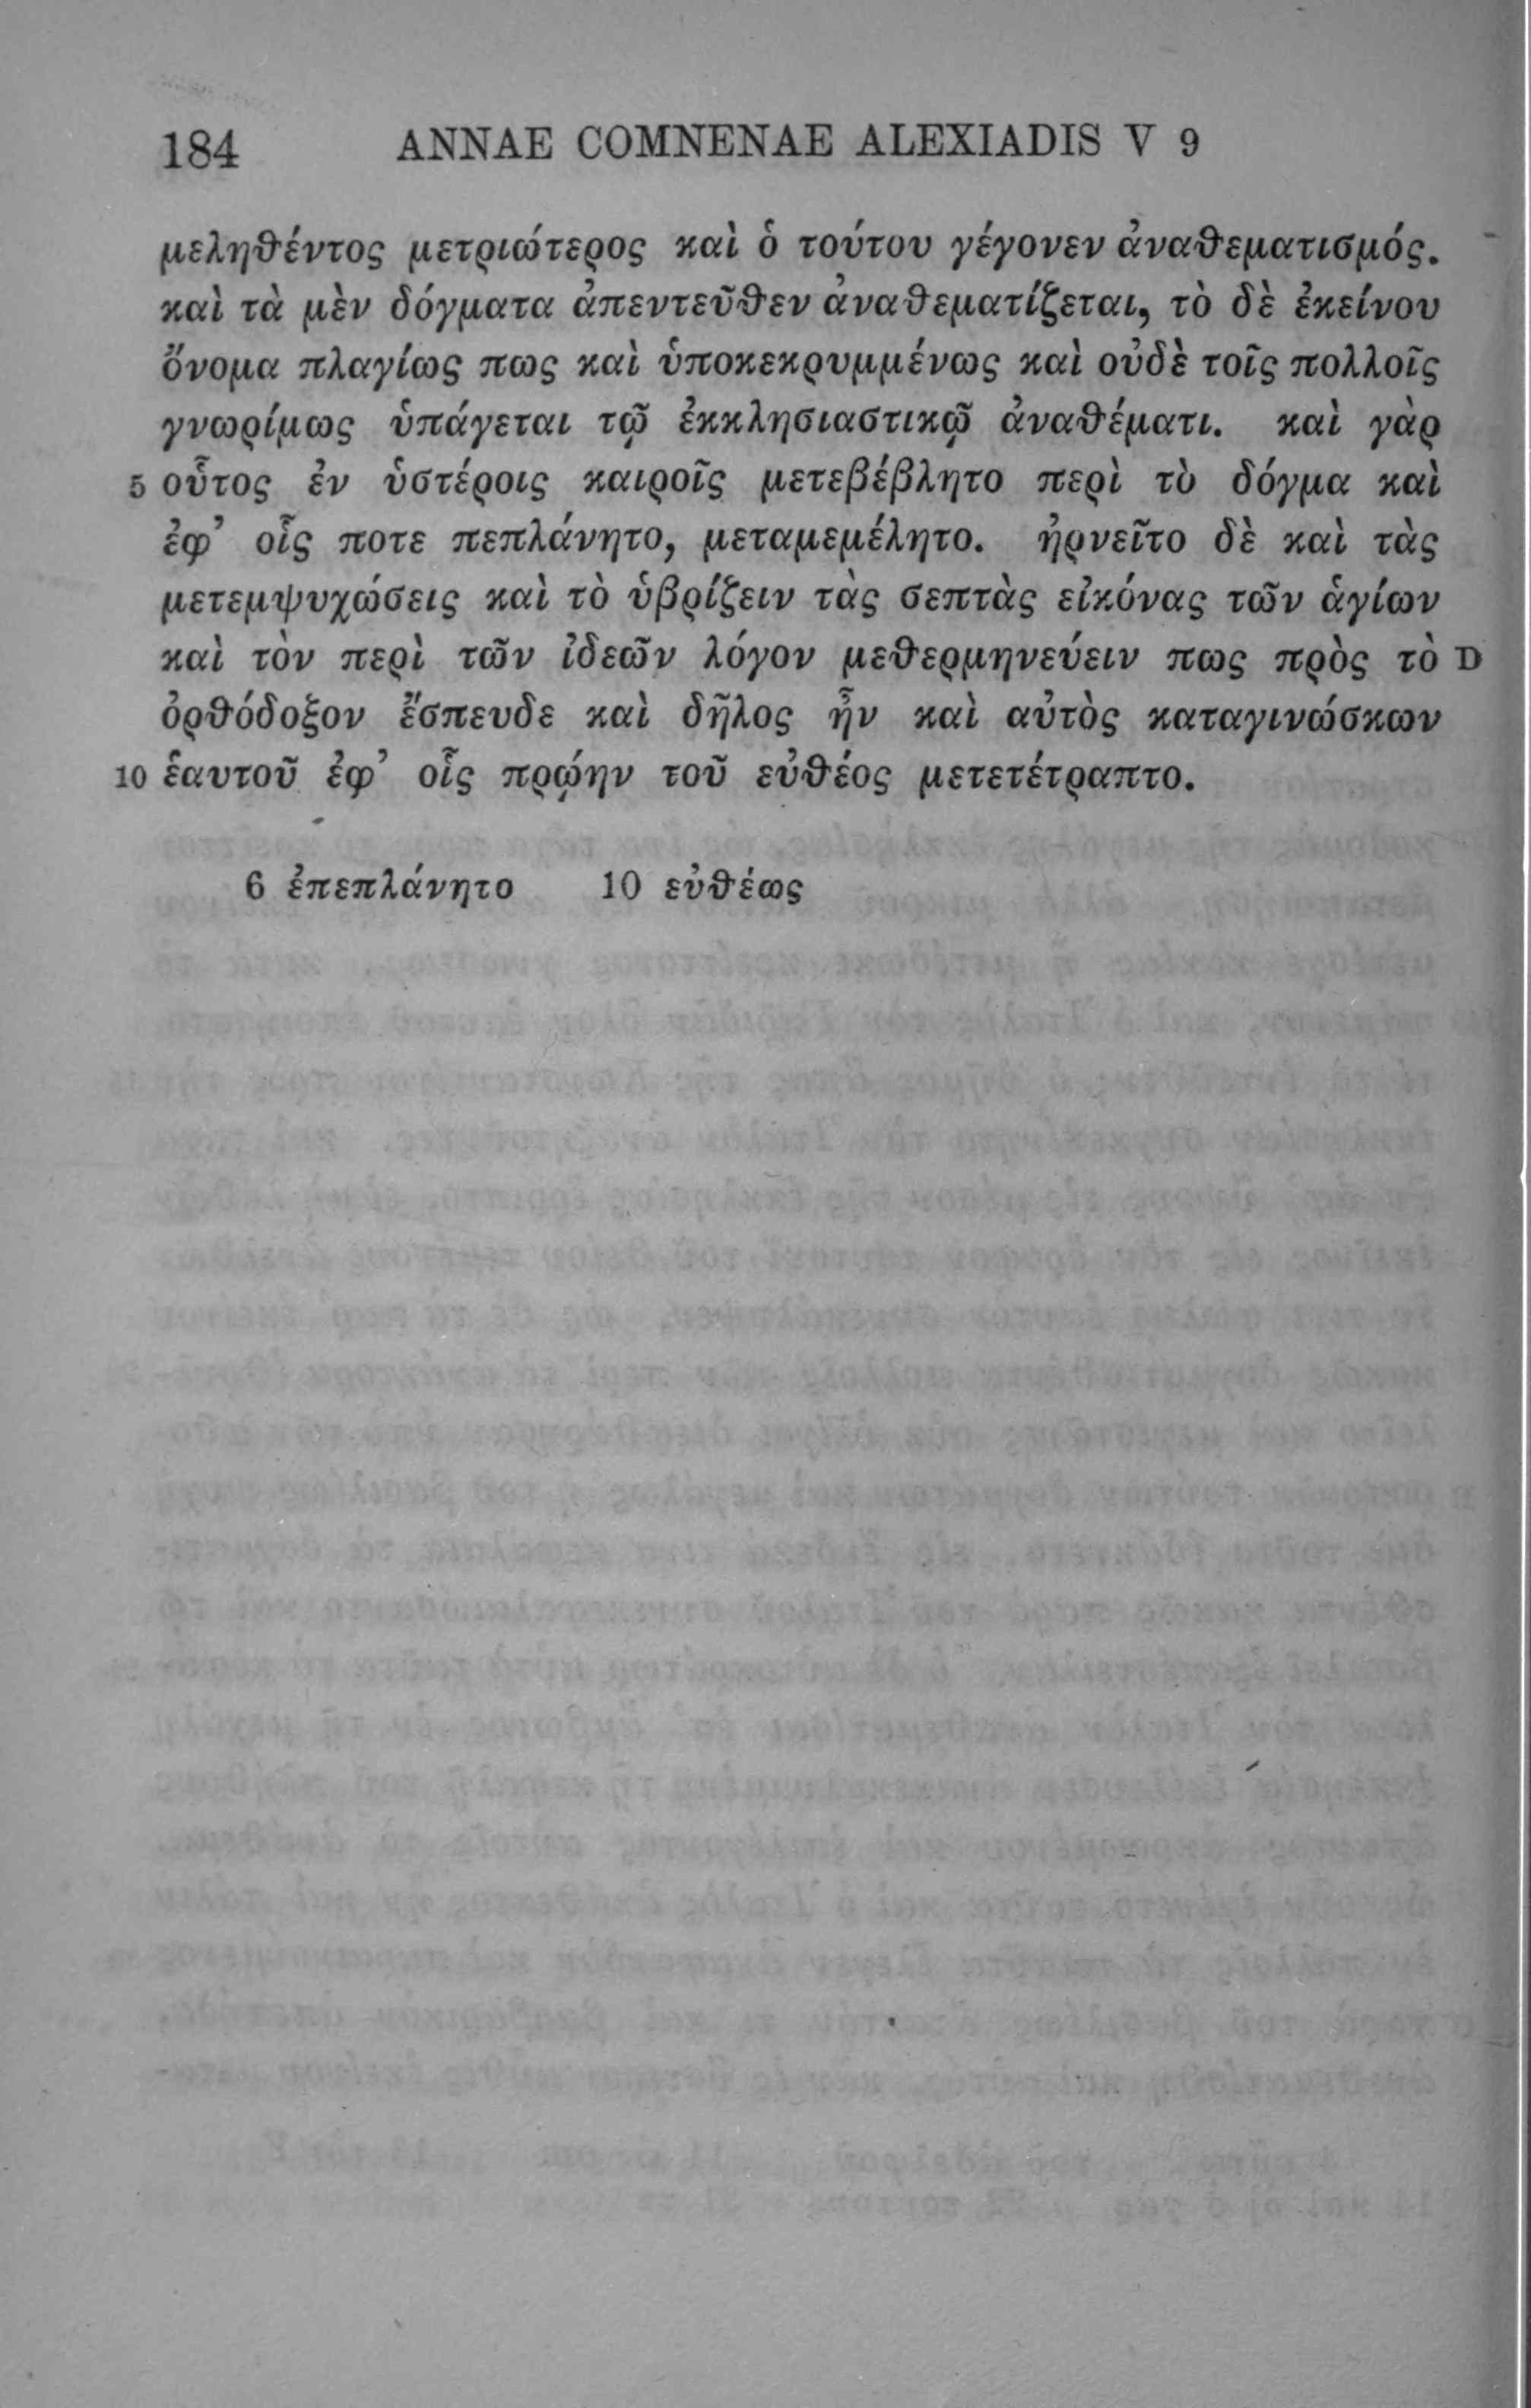 184 ANNAE COMNENAE ALEXIADIS V 9
μεληθέντος μετριώτερος καὶ ὁ τούτου γέγονεν ἀναθεματισμός.
καὶ τὰ μὲν δόγματα ἀπεντεῦθεν ἀναθεματίζεται, τὸ δὲ ἐκείνου
ὄνομα πλαγίως πως καὶ ὑποκεκρυμμένως καὶ οὐδὲ τοῖς πολλοῖς
γνωρίμως ὑπάγεται τῷ ἐκκλησιαστικῷ ἀναθέματι. καὶ γὰρ
5 οὗτος ἐν ὑστέροις καιροῖς μετεβέβλητο περὶ τὸ δόγμα καὶ
ἐφ’ οἷς ποτε πεπλάνητο, μεταμεμέλητο. ἠρνεῖτο δὲ καὶ τὰς
μετεμψυχώσεις καὶ τὸ ὑβρίζειν τὰς σεπτὰς εἰκόνας τῶν ἁγίων
καὶ τὸν περὶ τῶν ἰδεῶν λόγον μεθερμηνεύειν πως πρὸς τὸ D
ὀρθόδοξον ἔσπευδε καὶ δῆλος ἦν καὶ αὐτὸς καταγινώσκων
10 ἑαυτοῦ ἐφ’ οἷς πρῴην τοῦ εὐθέος μετετέτραπτο.
6 ἐπεπλάνητο 10 εὐθέως